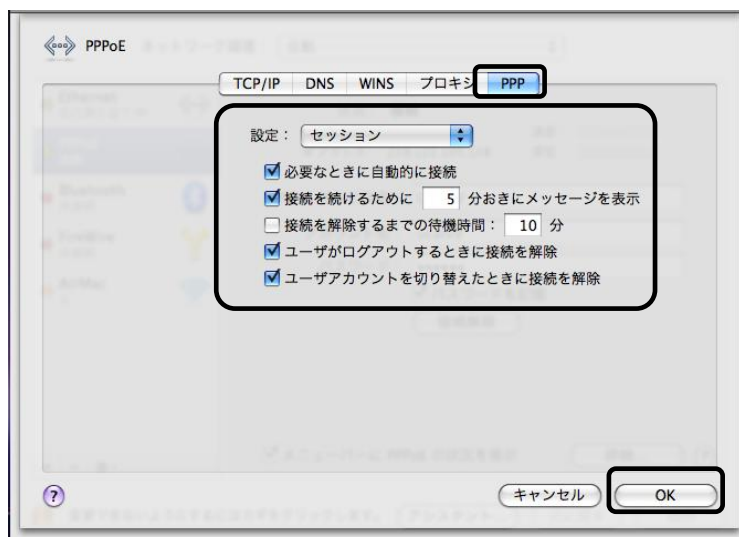 PPPoE
TCP/IP DNS WINS プロキシ PPP
設定： セッション
必要なときに自動的に接続
接続を続けるために 5 分おきにメッセージを表示
接続を解除するまでの待機時間： 10 分
ユーザがログアウトするときに接続を解除
ユーザアカウントを切り替えたときに接続を解除
? キャンセル OK